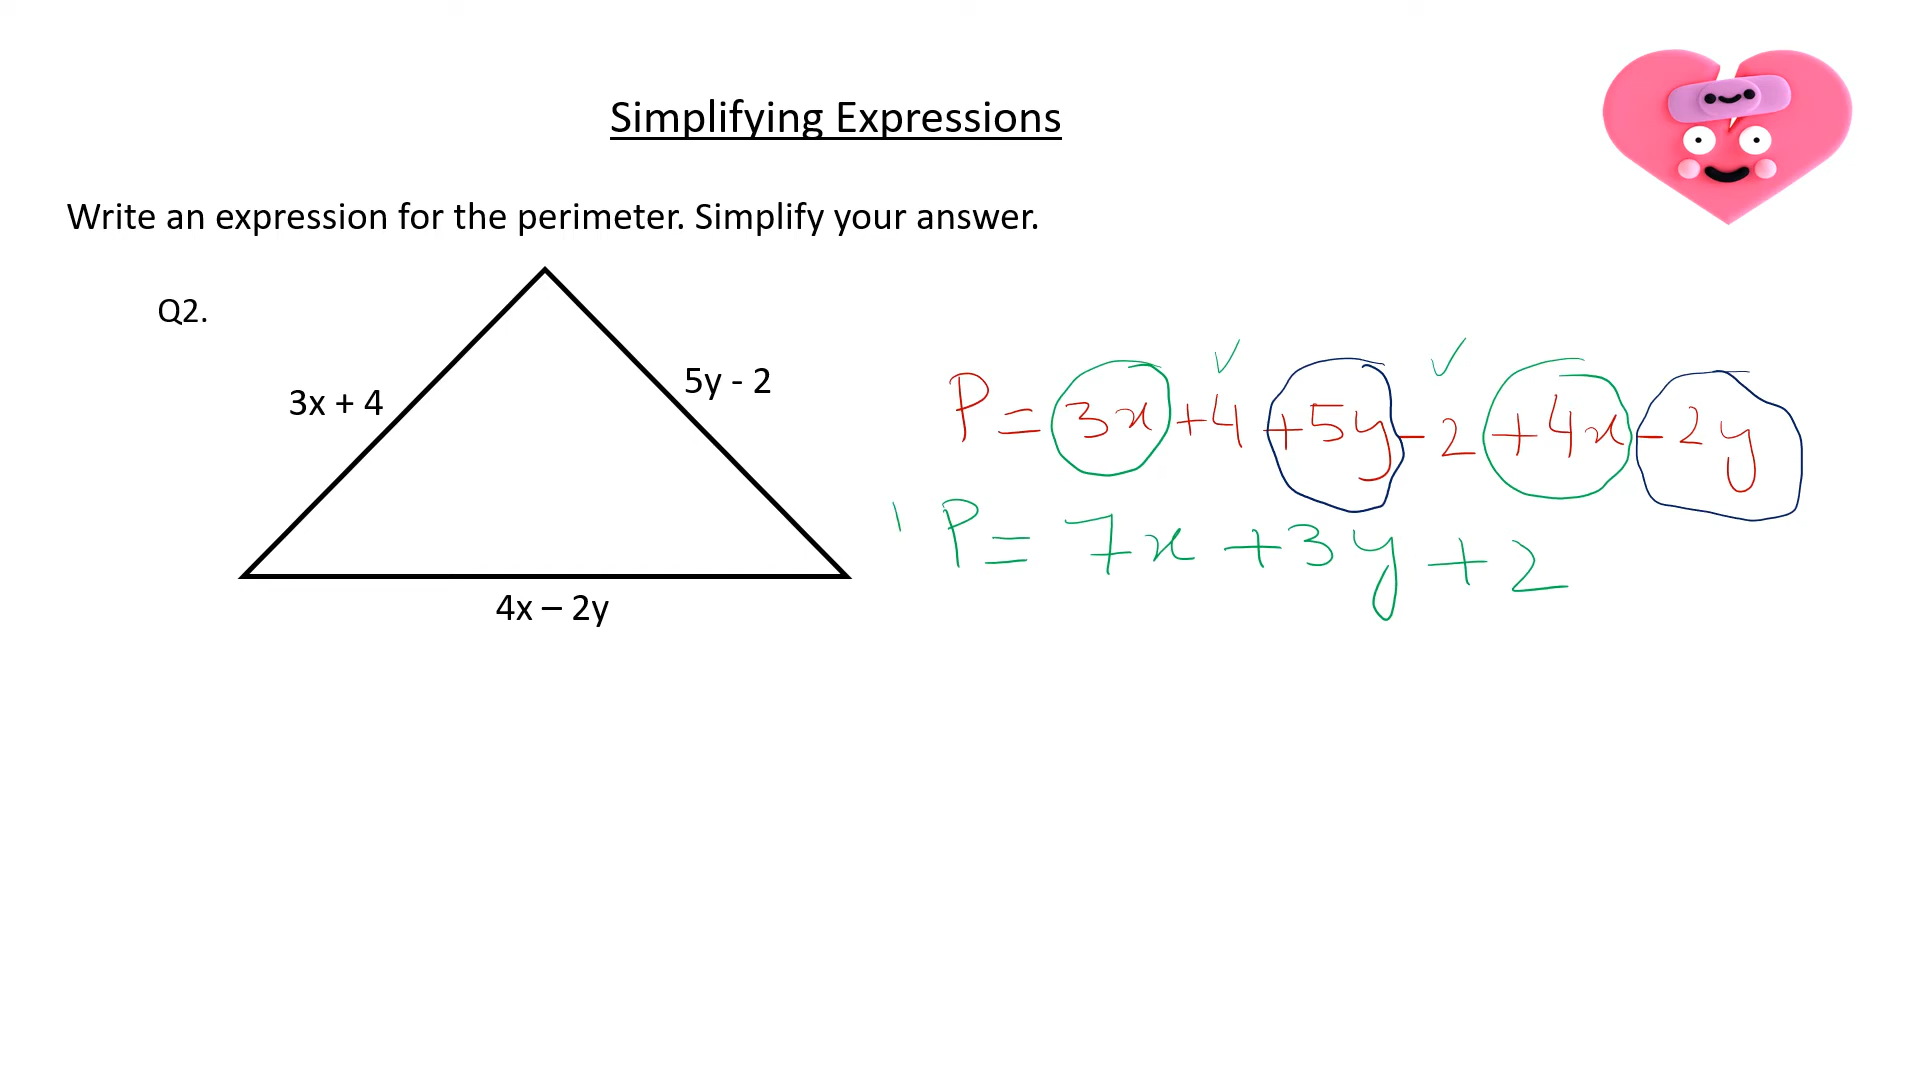 Simplifying Expressions
Write an expression for the perimeter. Simplify your answer.
Q2.
3x + 4
5y - 2
4x – 2y
P = 3x +4 +5y - 2 +4x - 2y
P = 7x +3y +2